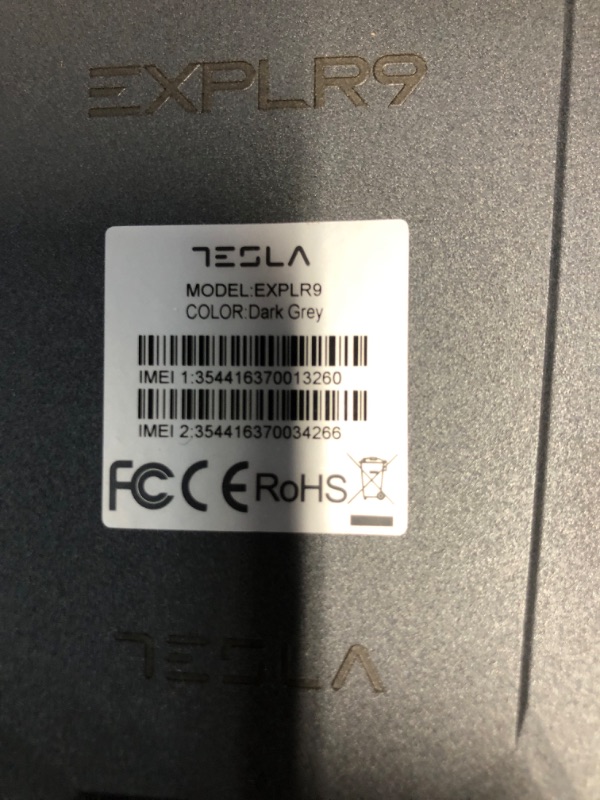 EXPLR9
TESLA
MODEL:EXPLR9
COLOR:Dark Grey
IMEI 1:354416370013260
IMEI 2:354416370034266
FC CE RoHS
TESLA